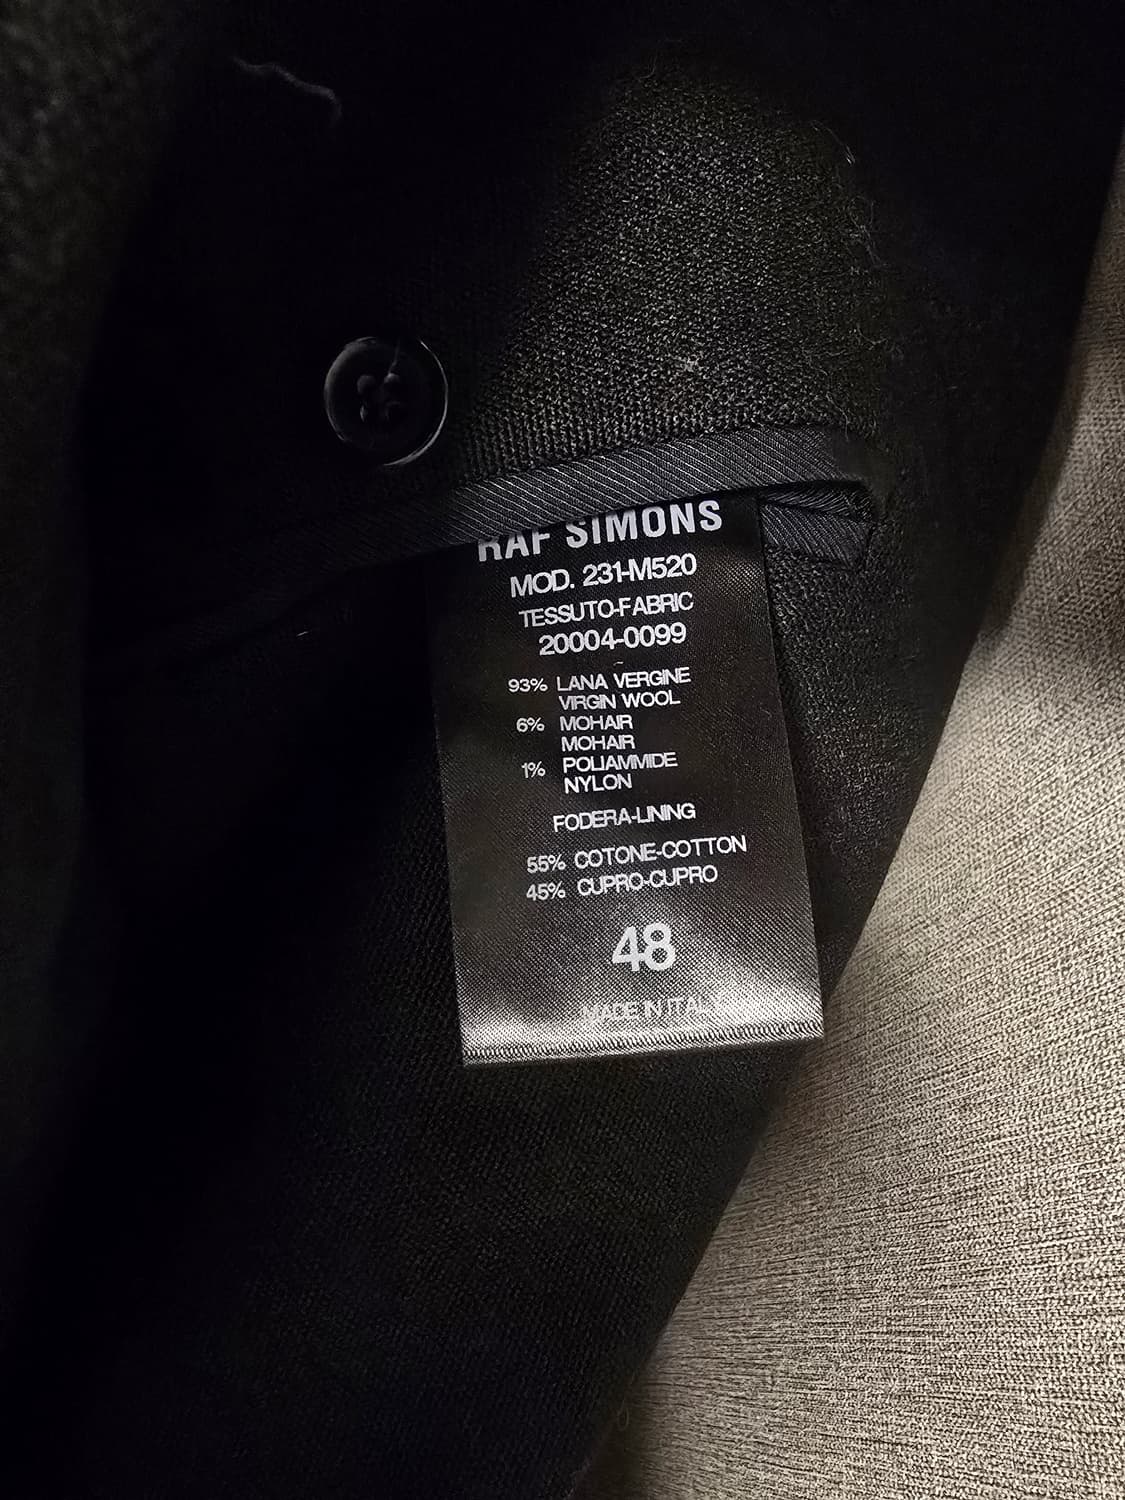 RAF SIMONS
MOD. 231-M520
TESSUTO-FABRIC
20004-0099
93% LANA VERGINE
VIRGIN WOOL
6% MOHAIR
MOHAIR
1% POLIAMMIDE
NYLON
FODERA-LINING
55% COTONE-COTTON
45% CUPRO-CUPRO
48
MADE IN ITALY